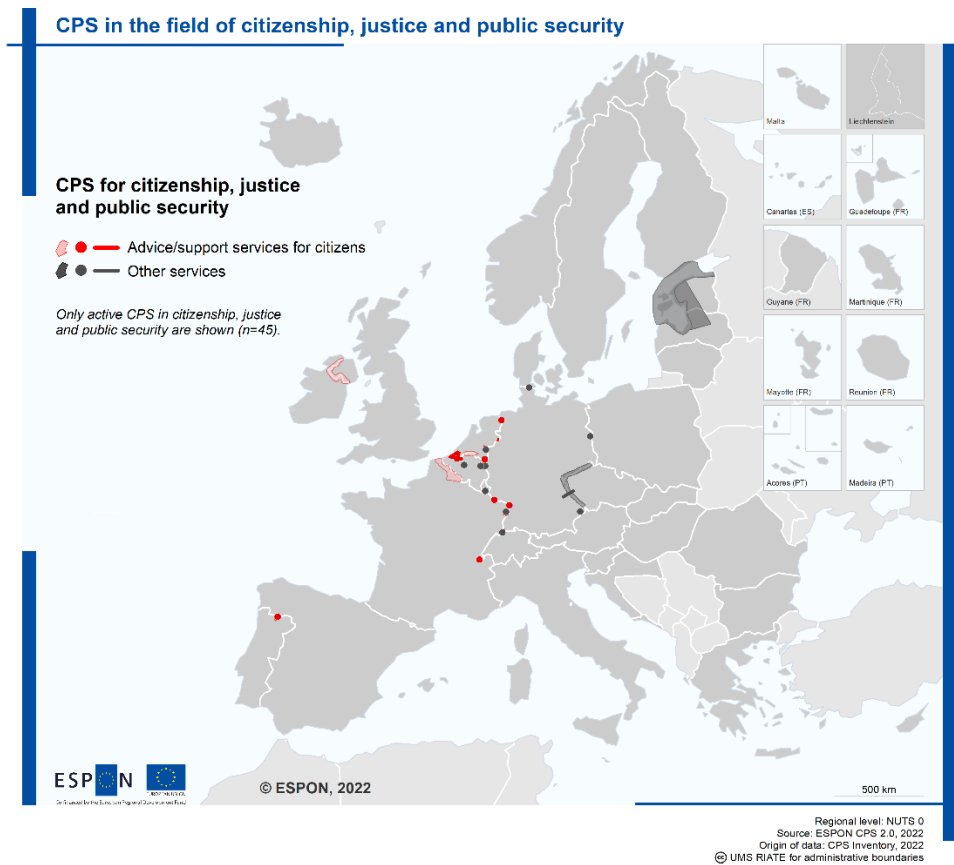 CPS in the field of citizenship, justice and public security
Malta
Liechtenstein
Canarias (ES)
Guadeloupe (FR)
CPS for citizenship, justice
and public security
Advice/support services for citizens
Other services
Only active CPS in citizenship, justice
and public security are shown (n=45).
Guyane (FR)
Martinique (FR)
Mayotte (FR)
Reunion (FR)
Acores (PT)
Madeira (PT)
ESPON
© ESPON, 2022
500 km
Regional level: NUTS 0
Source: ESPON CPS 2.0, 2022
Origin of data: CPS Inventory, 2022
UMS RIATE for administrative boundaries